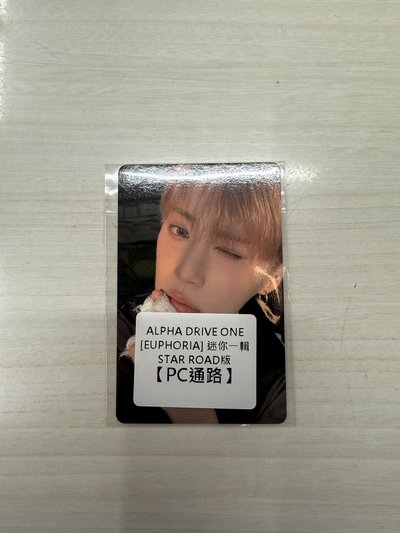 ALPHA DRIVE ONE
[EUPHORIA] 迷你一輯
STAR ROAD版
【PC通路】